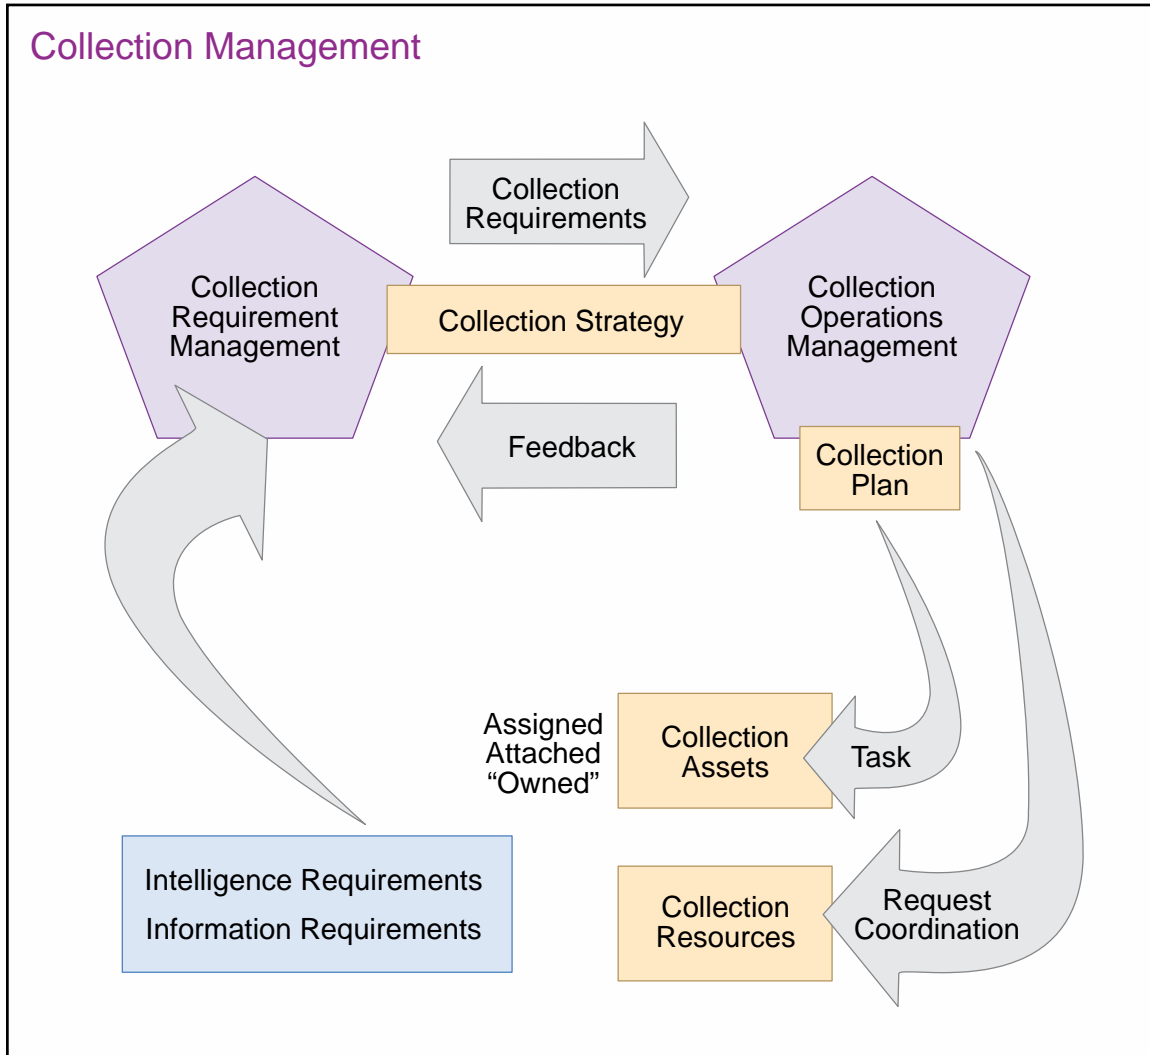 Collection Management
Collection
Requirements
Collection
Requirement
Management
Collection Strategy
Collection
Operations
Management
Feedback
Collection
Plan
Assigned
Attached
“Owned”
Collection
Assets
Task
Intelligence Requirements
Information Requirements
Collection
Resources
Request
Coordination